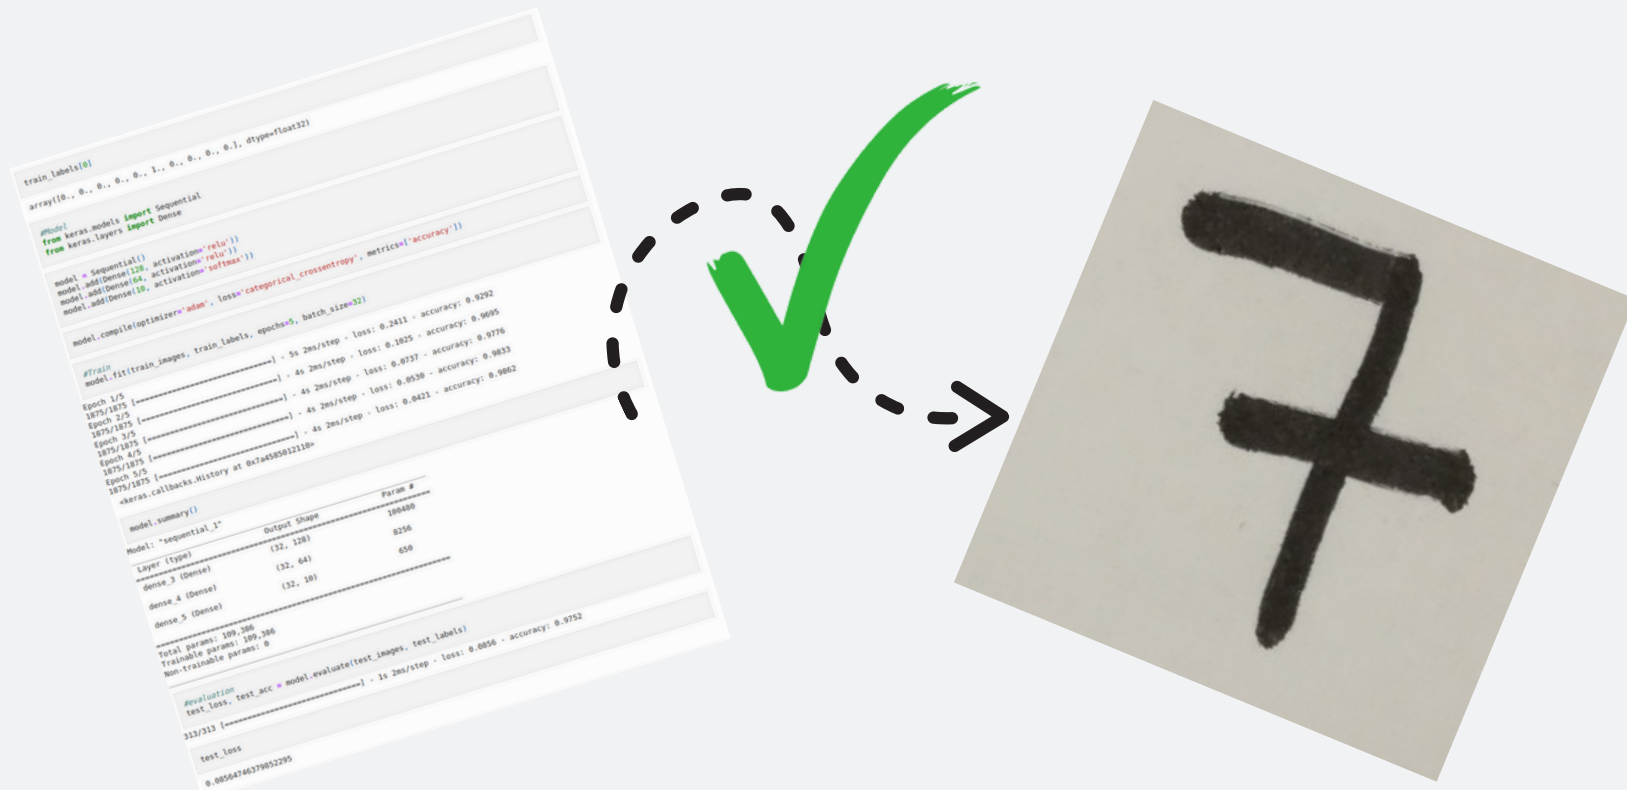 train_labels[0]
array([0., 0., 0., 0., 0., 1., 0., 0., 0., 0.], dtype=float32)
#Model
from keras.models import Sequential
from keras.layers import Dense
model = Sequential()
model.add(Dense(128, activation='relu'))
model.add(Dense(64, activation='relu'))
model.add(Dense(10, activation='softmax'))
model.compile(optimizer='adam', loss='categorical_crossentropy', metrics=['accuracy'])
#Train
model.fit(train_images, train_labels, epochs=5, batch_size=32)
Epoch 1/5
1875/1875 [==============================] - 5s 2ms/step - loss: 0.2411 - accuracy: 0.9292
Epoch 2/5
1875/1875 [==============================] - 4s 2ms/step - loss: 0.1025 - accuracy: 0.9695
Epoch 3/5
1875/1875 [==============================] - 4s 2ms/step - loss: 0.0737 - accuracy: 0.9776
Epoch 4/5
1875/1875 [==============================] - 4s 2ms/step - loss: 0.0530 - accuracy: 0.9833
Epoch 5/5
1875/1875 [==============================] - 4s 2ms/step - loss: 0.0421 - accuracy: 0.9862
<keras.callbacks.History at 0x7a4585012110>
model.summary()
Model: "sequential_1"
Layer (type) Output Shape Param #
dense_3 (Dense) (32, 128) 100480
dense_4 (Dense) (32, 64) 8256
dense_5 (Dense) (32, 10) 650
Total params: 109,386
Trainable params: 109,386
Non-trainable params: 0
#evaluation
test_loss, test_acc = model.evaluate(test_images, test_labels)
313/313 [==============================] - 1s 2ms/step - loss: 0.0856 - accuracy: 0.9752
test_loss
0.08564746379852295
7